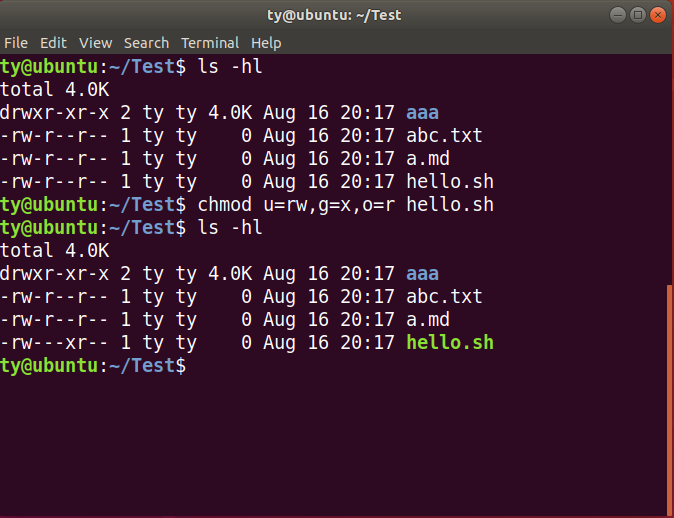 ty@ubuntu: ~/Test
File Edit View Search Terminal Help
ty@ubuntu:~/Test$ ls -hl
total 4.0K
drwxr-xr-x 2 ty ty 4.0K Aug 16 20:17 aaa
-rw-r--r-- 1 ty ty    0 Aug 16 20:17 abc.txt
-rw-r--r-- 1 ty ty    0 Aug 16 20:17 a.md
-rw-r--r-- 1 ty ty    0 Aug 16 20:17 hello.sh
ty@ubuntu:~/Test$ chmod u=rw,g=x,o=r hello.sh
ty@ubuntu:~/Test$ ls -hl
total 4.0K
drwxr-xr-x 2 ty ty 4.0K Aug 16 20:17 aaa
-rw-r--r-- 1 ty ty    0 Aug 16 20:17 abc.txt
-rw-r--r-- 1 ty ty    0 Aug 16 20:17 a.md
-rw---xr-- 1 ty ty    0 Aug 16 20:17 hello.sh
ty@ubuntu:~/Test$